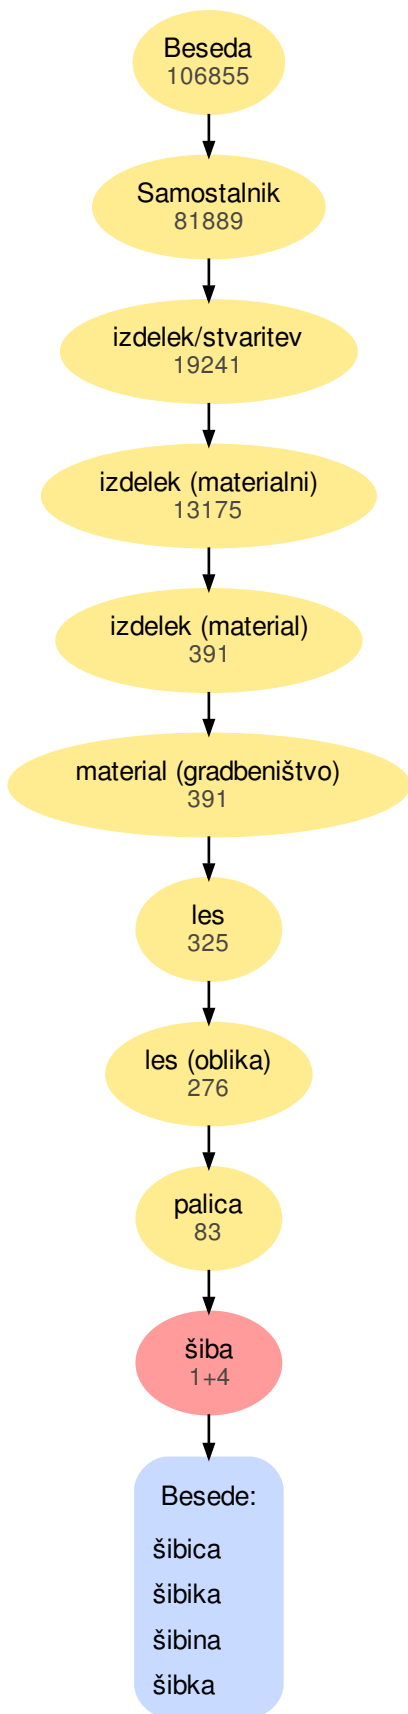 Beseda
106855
Samostalnik
81889
izdelek/stvaritev
19241
izdelek (materialni)
13175
izdelek (material)
391
material (gradbeništvo)
391
les
325
les (oblika)
276
palica
83
šiba
1+4
Besede:
šibica
šibika
šibina
šibka